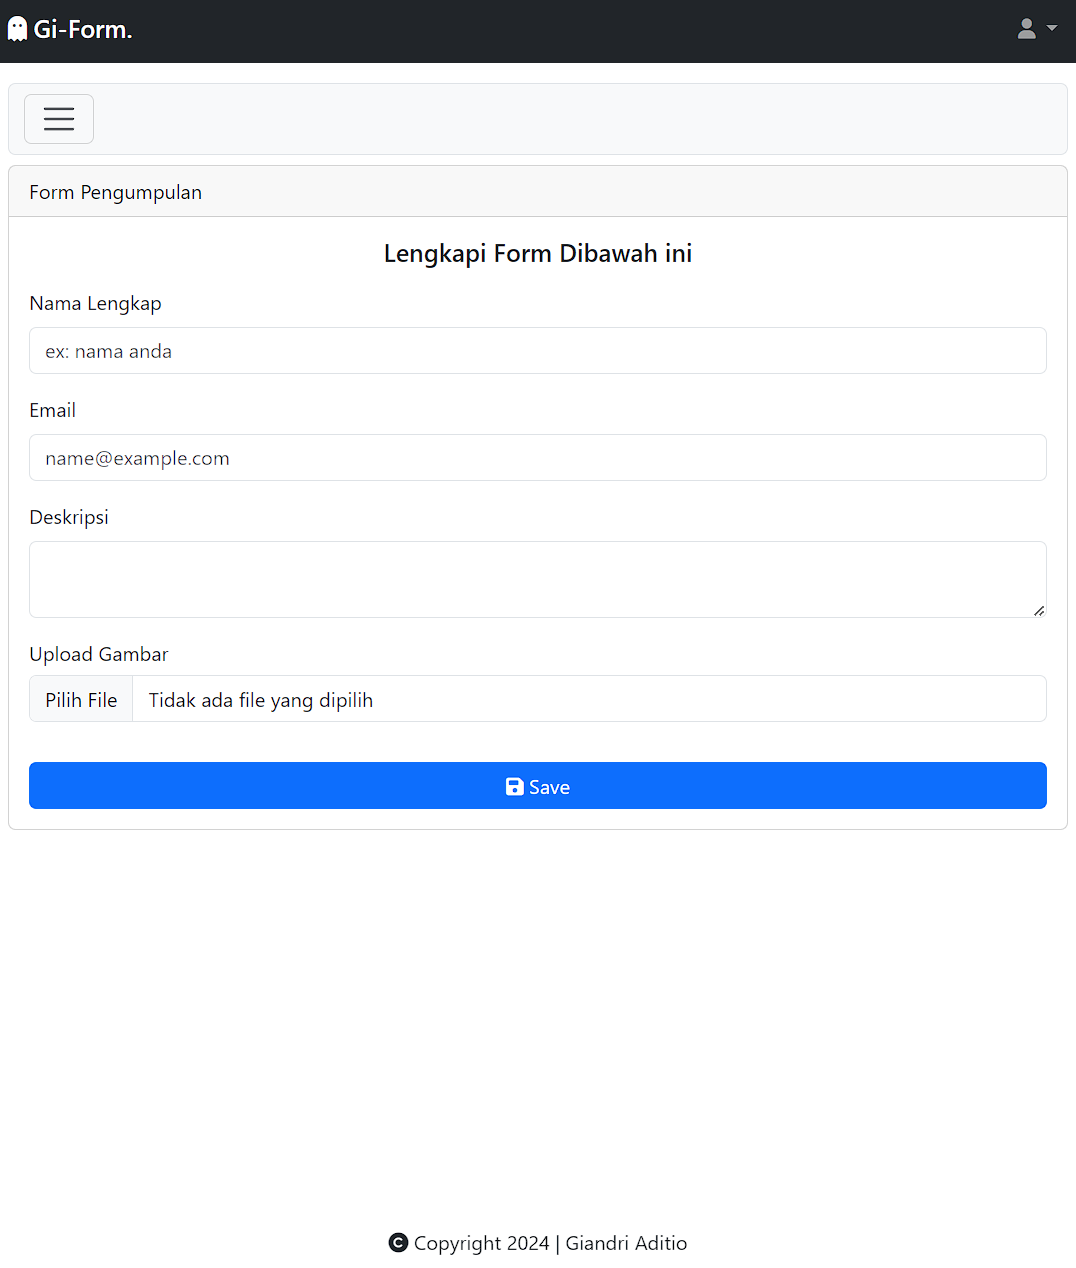 Gi-Form.
Form Pengumpulan
Lengkapi Form Dibawah ini
Nama Lengkap
ex: nama anda
Email
name@example.com
Deskripsi
Upload Gambar
Pilih File Tidak ada file yang dipilih
Save
Copyright 2024 | Giandri Aditio